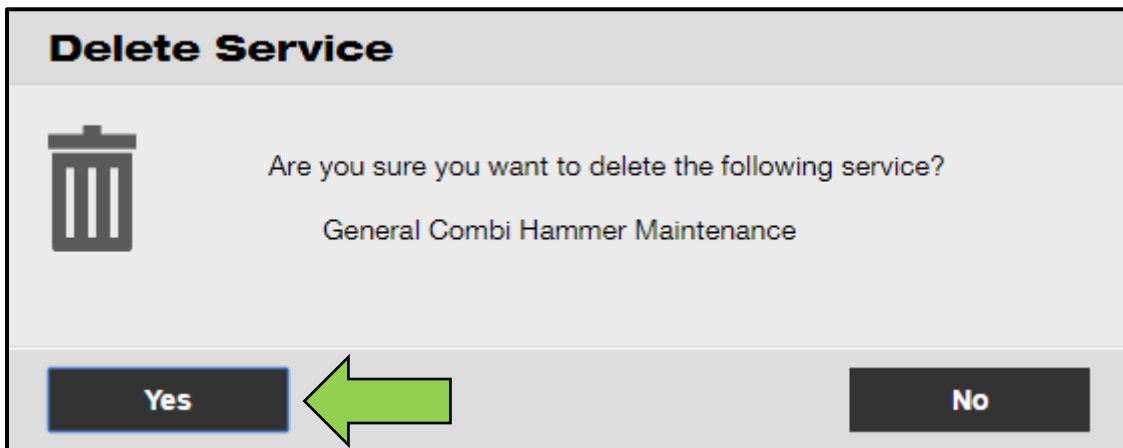 Delete Service
Are you sure you want to delete the following service?
General Combi Hammer Maintenance
Yes
No